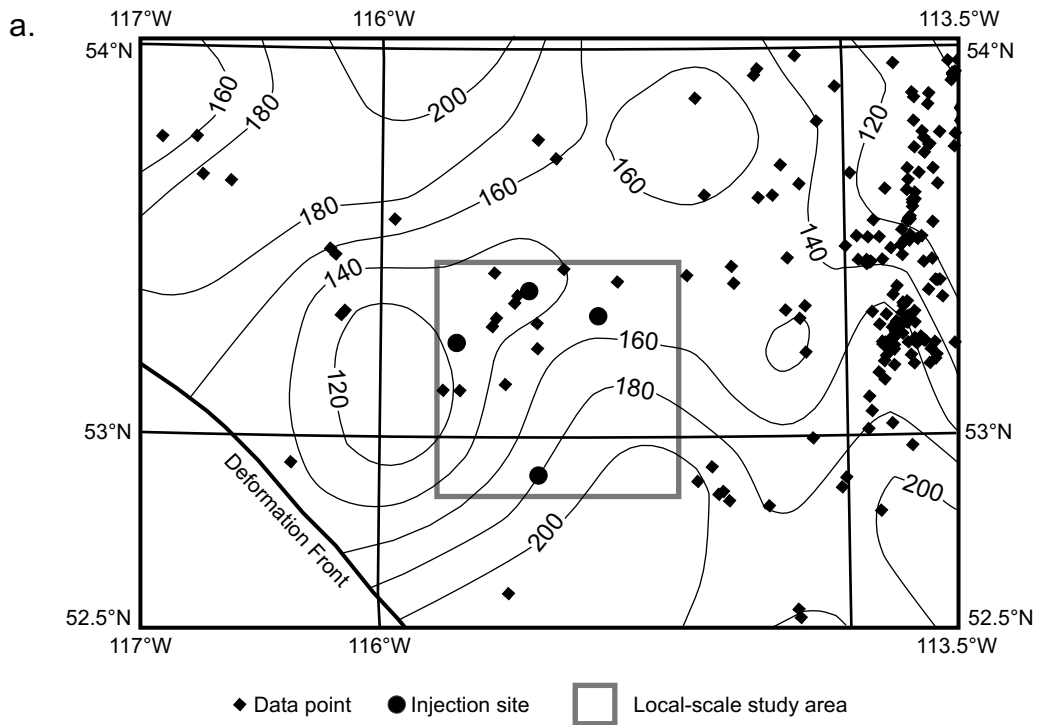 a.
117°W 116°W 113.5°W
54°N 54°N
160
180
200
120
160
160
180
140
140
160
120
180
53°N 53°N
Deformation Front
200
200
52.5°N 52.5°N
117°W 116°W 113.5°W
Data point Injection site Local-scale study area